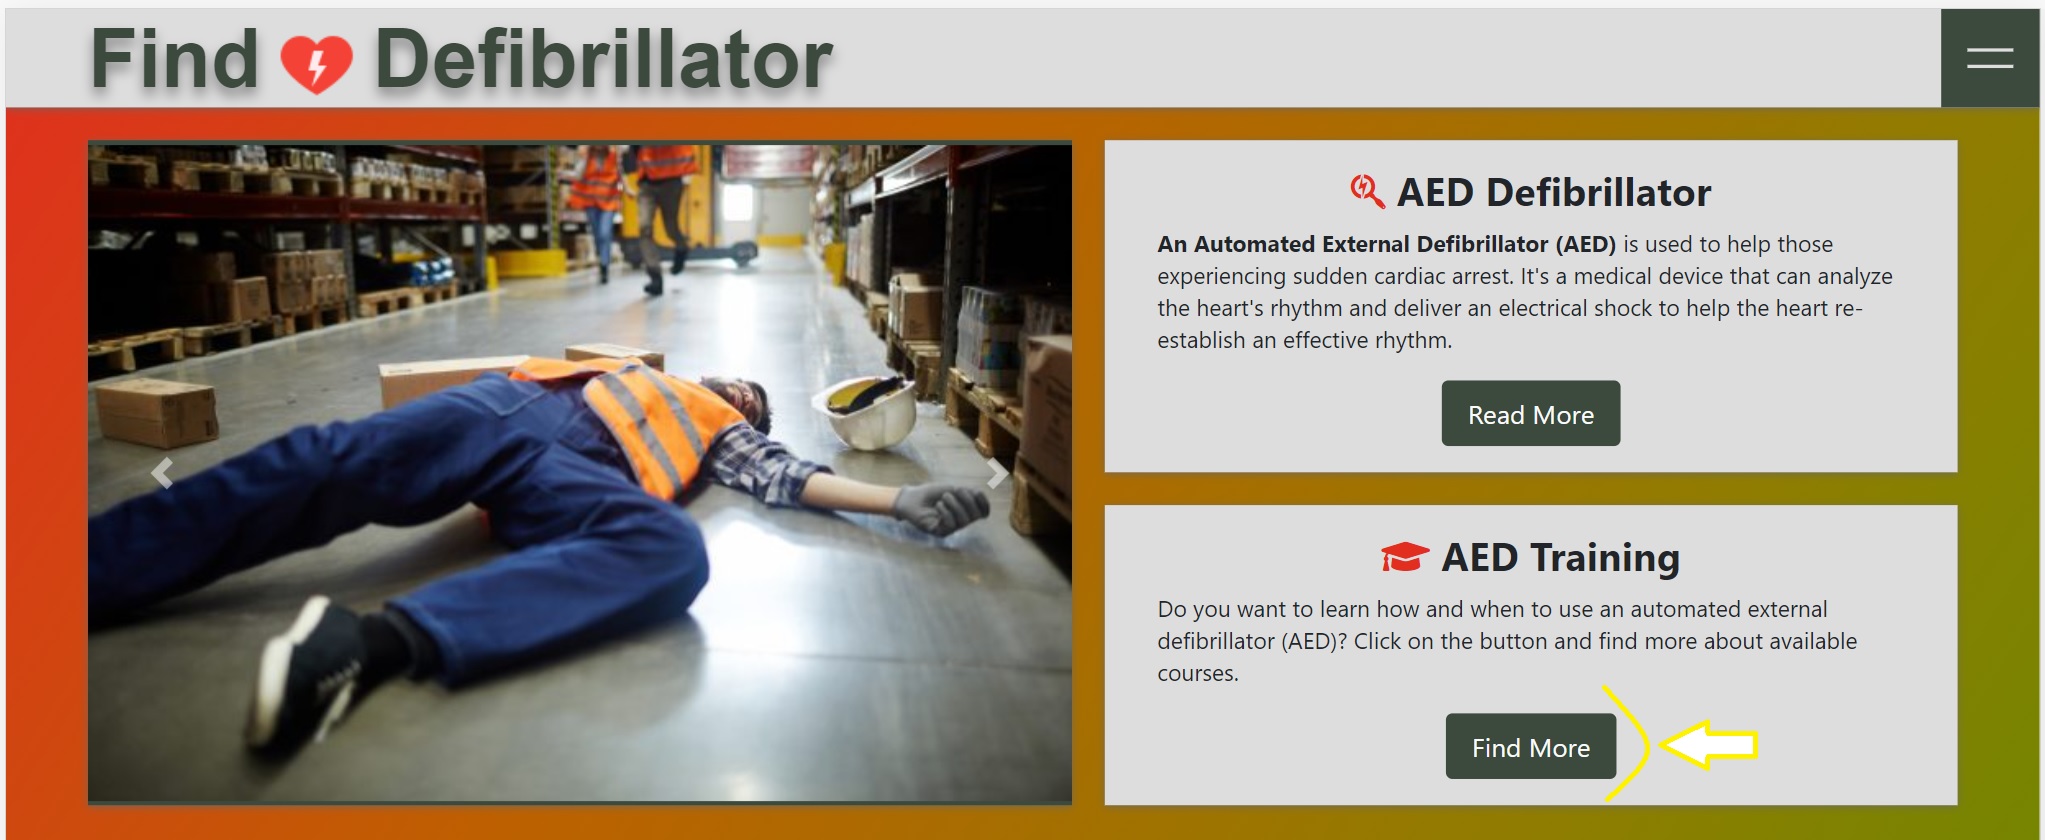 Find Defibrillator
AED Defibrillator
An Automated External Defibrillator (AED) is used to help those
experiencing sudden cardiac arrest. It's a medical device that can analyze
the heart's rhythm and deliver an electrical shock to help the heart re-
establish an effective rhythm.
Read More
AED Training
Do you want to learn how and when to use an automated external
defibrillator (AED)? Click on the button and find more about available
courses.
Find More